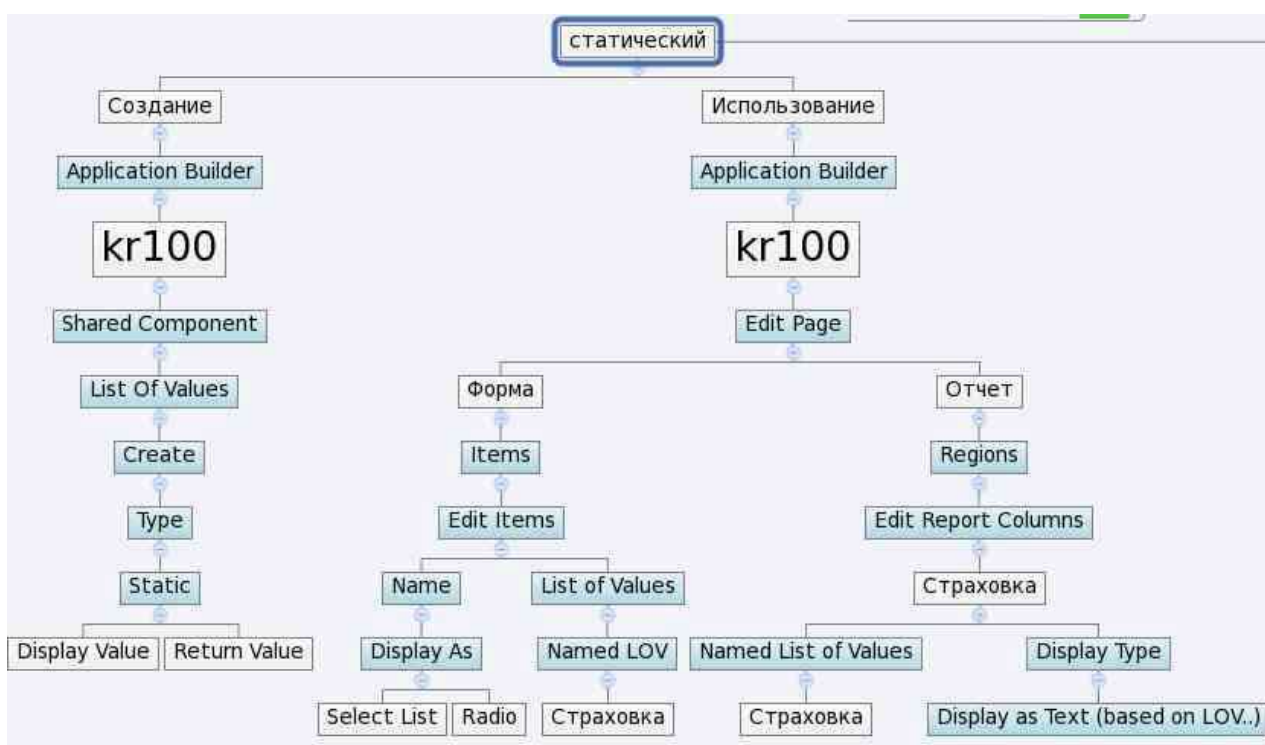 статический
Создание Использование
Application Builder Application Builder
kr100 kr100
Shared Component Edit Page
List Of Values Форма Отчет
Create Items Regions
Type Edit Items Edit Report Columns
Static Name List of Values Страховка
Display Value Return Value Display As Named LOV Named List of Values Display Type
Select List Radio Страховка Страховка Display as Text (based on LOV..)